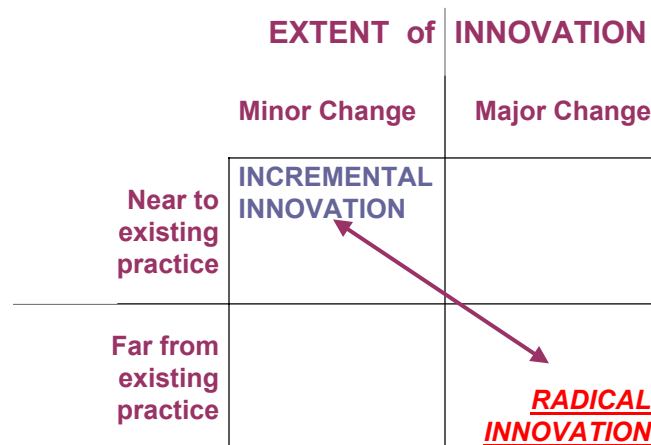 EXTENT of INNOVATION
Minor Change
Major Change
Near to
existing
practice
INCREMENTAL
INNOVATION
Far from
existing
practice
RADICAL
INNOVATION